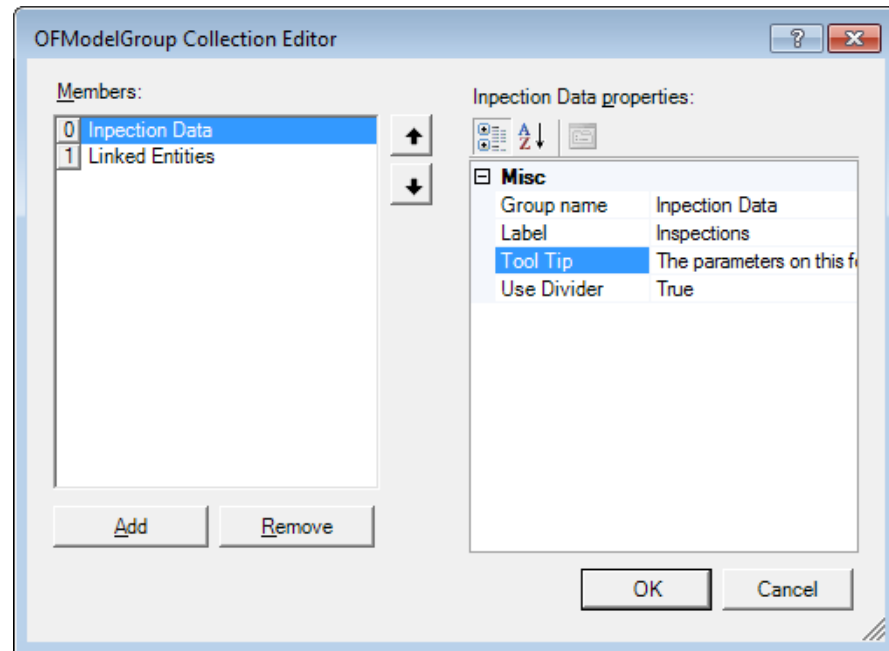 OFModelGroup Collection Editor
?
Members:
0 Inpection Data
1 Linked Entities
Add Remove
Inpection Data properties:
A
Z
Misc
Group name Inpection Data
Label Inspections
Tool Tip The parameters on this f
Use Divider True
OK Cancel